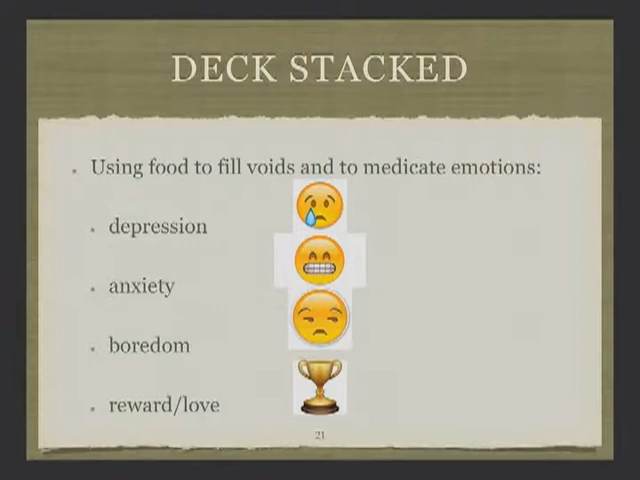 DECK STACKED
Using food to fill voids and to medicate emotions:
depression
anxiety
boredom
reward/love
21